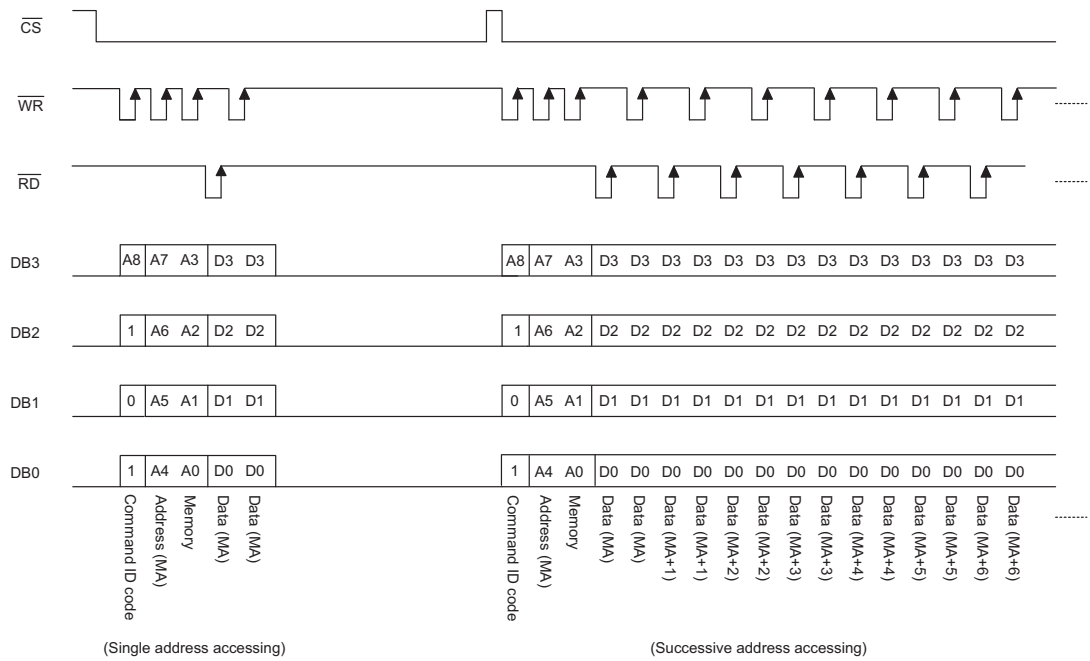 CS
WR
RD
DB3 A8 A7 A3 D3 D3 A8 A7 A3 D3 D3 D3 D3 D3 D3 D3 D3 D3 D3 D3 D3 D3 D3
DB2 1 A6 A2 D2 D2 1 A6 A2 D2 D2 D2 D2 D2 D2 D2 D2 D2 D2 D2 D2 D2 D2
DB1 0 A5 A1 D1 D1 0 A5 A1 D1 D1 D1 D1 D1 D1 D1 D1 D1 D1 D1 D1 D1 D1
DB0 1 A4 A0 D0 D0 1 A4 A0 D0 D0 D0 D0 D0 D0 D0 D0 D0 D0 D0 D0 D0 D0
Command ID code
Address (MA)
Memory
Data (MA)
Data (MA)
Command ID code
Address (MA)
Memory
Data (MA)
Data (MA)
Data (MA+1)
Data (MA+1)
Data (MA+2)
Data (MA+2)
Data (MA+3)
Data (MA+3)
Data (MA+4)
Data (MA+4)
Data (MA+5)
Data (MA+5)
Data (MA+6)
Data (MA+6)
(Single address accessing)
(Successive address accessing)